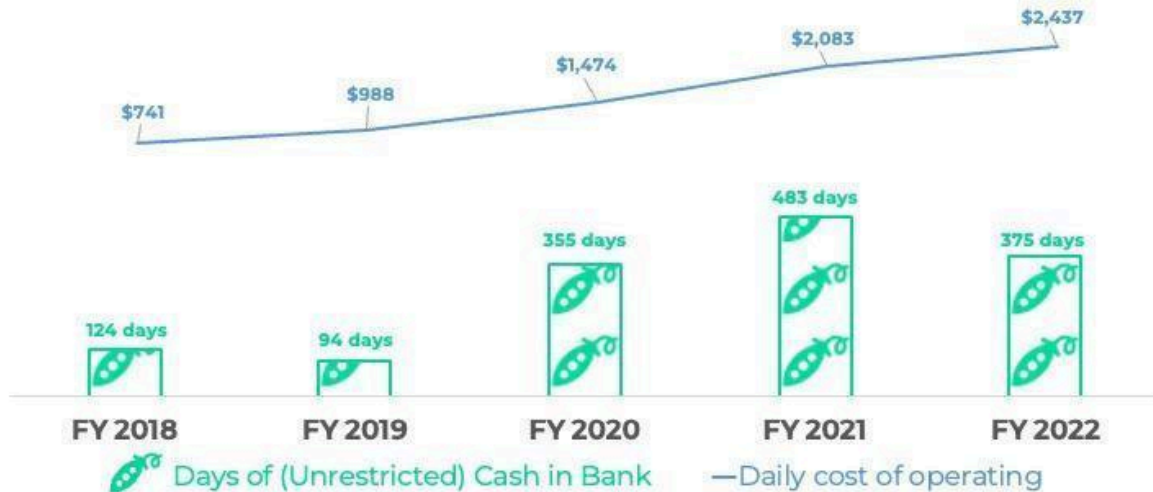 $2,437
$2,083
$1,474
$988
$741
483 days
355 days
375 days
124 days
94 days
FY 2018 FY 2019 FY 2020 FY 2021 FY 2022
Days of (Unrestricted) Cash in Bank Daily cost of operating